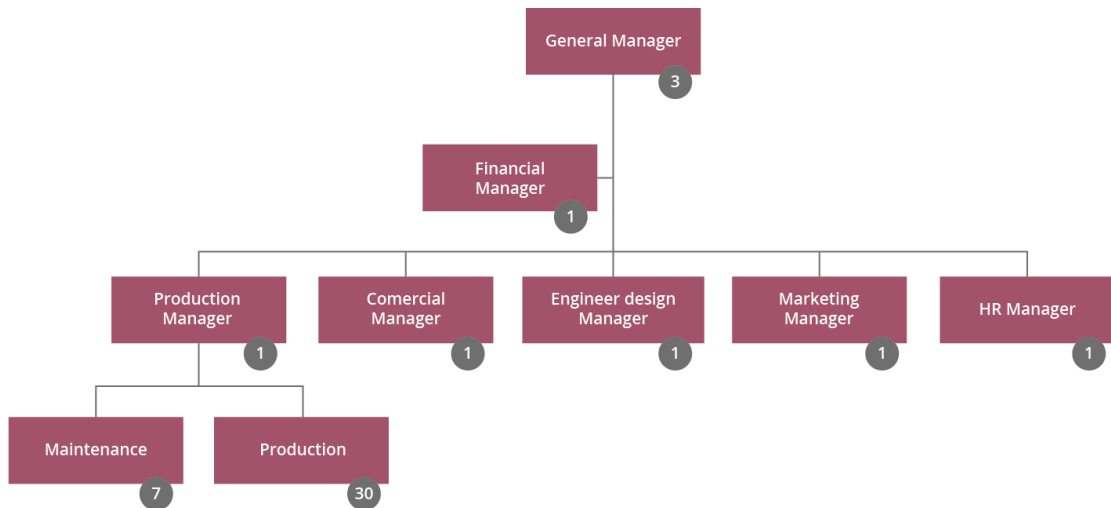 General Manager
3
Financial
Manager
1
Production
Manager
1
Comercial
Manager
1
Engineer design
Manager
1
Marketing
Manager
1
HR Manager
1
Maintenance
7
Production
30